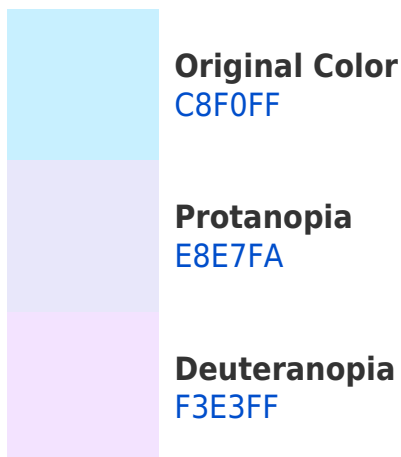 Original Color
C8F0FF
Protanopia
E8E7FA
Deuteranopia
F3E3FF